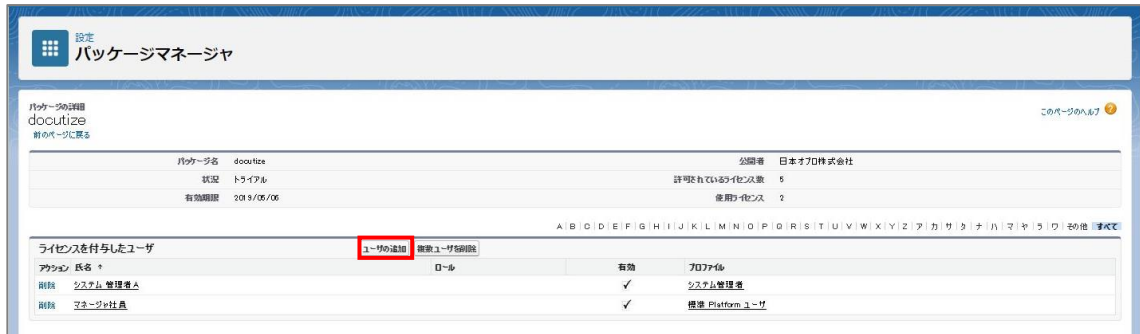 設定
パッケージマネージャ
パッケージの詳細
docutize
前のページに戻る
このページのヘルプ
パッケージ名 docutize 公開者 日本オプロ株式会社
状況 トライアル 許可されているライセンス数 5
有効期限 2019/05/06 使用ライセンス 2
A | B | C | D | E | F | G | H | I | J | K | L | M | N | O | P | Q | R | S | T | U | V | W | X | Y | Z | ア | カ | サ | タ | ナ | ハ | マ | ヤ | ラ | ワ | その他 すべて
ライセンスを付与したユーザ ユーザの追加 複数ユーザを削除
アクション 氏名 ↑ ロール 有効 プロファイル
削除 システム 管理者A ✓ システム管理者
削除 マネージャ社員 ✓ 標準 Platform ユーザ